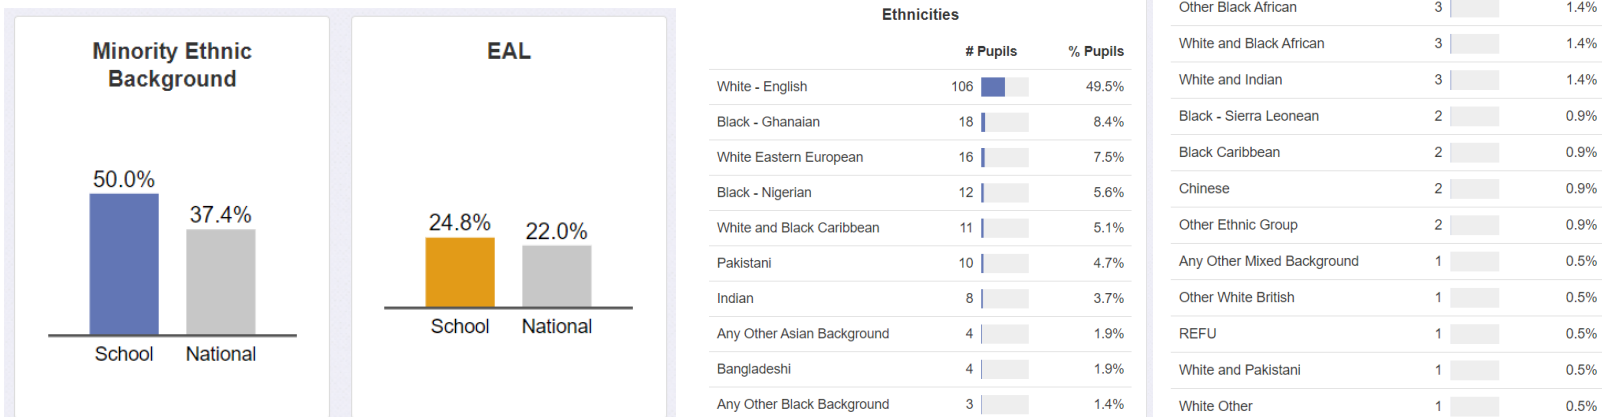 Minority Ethnic
Background
50.0%
37.4%
School National
EAL
24.8%
22.0%
School National
Ethnicities
# Pupils % Pupils
White - English 106 49.5%
Black - Ghanaian 18 8.4%
White Eastern European 16 7.5%
Black - Nigerian 12 5.6%
White and Black Caribbean 11 5.1%
Pakistani 10 4.7%
Indian 8 3.7%
Any Other Asian Background 4 1.9%
Bangladeshi 4 1.9%
Any Other Black Background 3 1.4%
Other Black African 3 1.4%
White and Black African 3 1.4%
White and Indian 3 1.4%
Black - Sierra Leonean 2 0.9%
Black Caribbean 2 0.9%
Chinese 2 0.9%
Other Ethnic Group 2 0.9%
Any Other Mixed Background 1 0.5%
Other White British 1 0.5%
REFU 1 0.5%
White and Pakistani 1 0.5%
White Other 1 0.5%